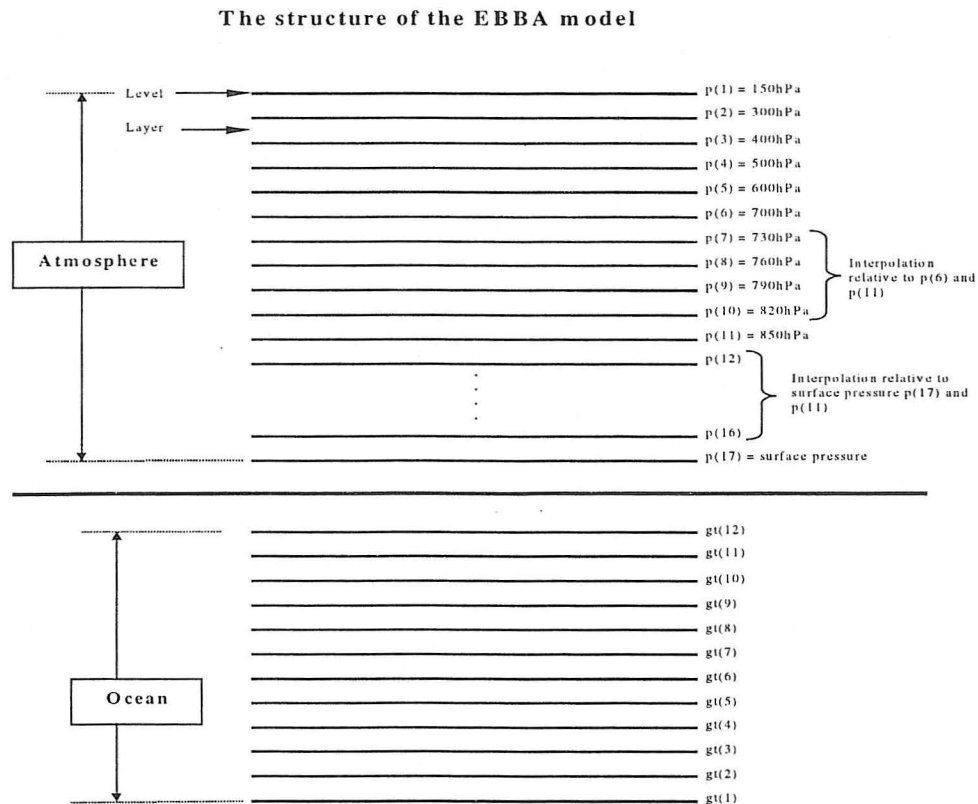 The structure of the EBBA model
Level
p(1) = 150hPa
p(2) = 300hPa
Layer
p(3) = 400hPa
p(4) = 500hPa
p(5) = 600hPa
p(6) = 700hPa
p(7) = 730hPa
Atmosphere
p(8) = 760hPa
Interpolation
relative to p(6) and
p(11)
p(9) = 790hPa
p(10) = 820hPa
p(11) = 850hPa
p(12)
Interpolation relative to
surface pressure p(17) and
p(11)
p(16)
p(17) = surface pressure
gt(12)
gt(11)
gt(10)
gt(9)
gt(8)
gt(7)
gt(6)
Ocean
gt(5)
gt(4)
gt(3)
gt(2)
gt(1)